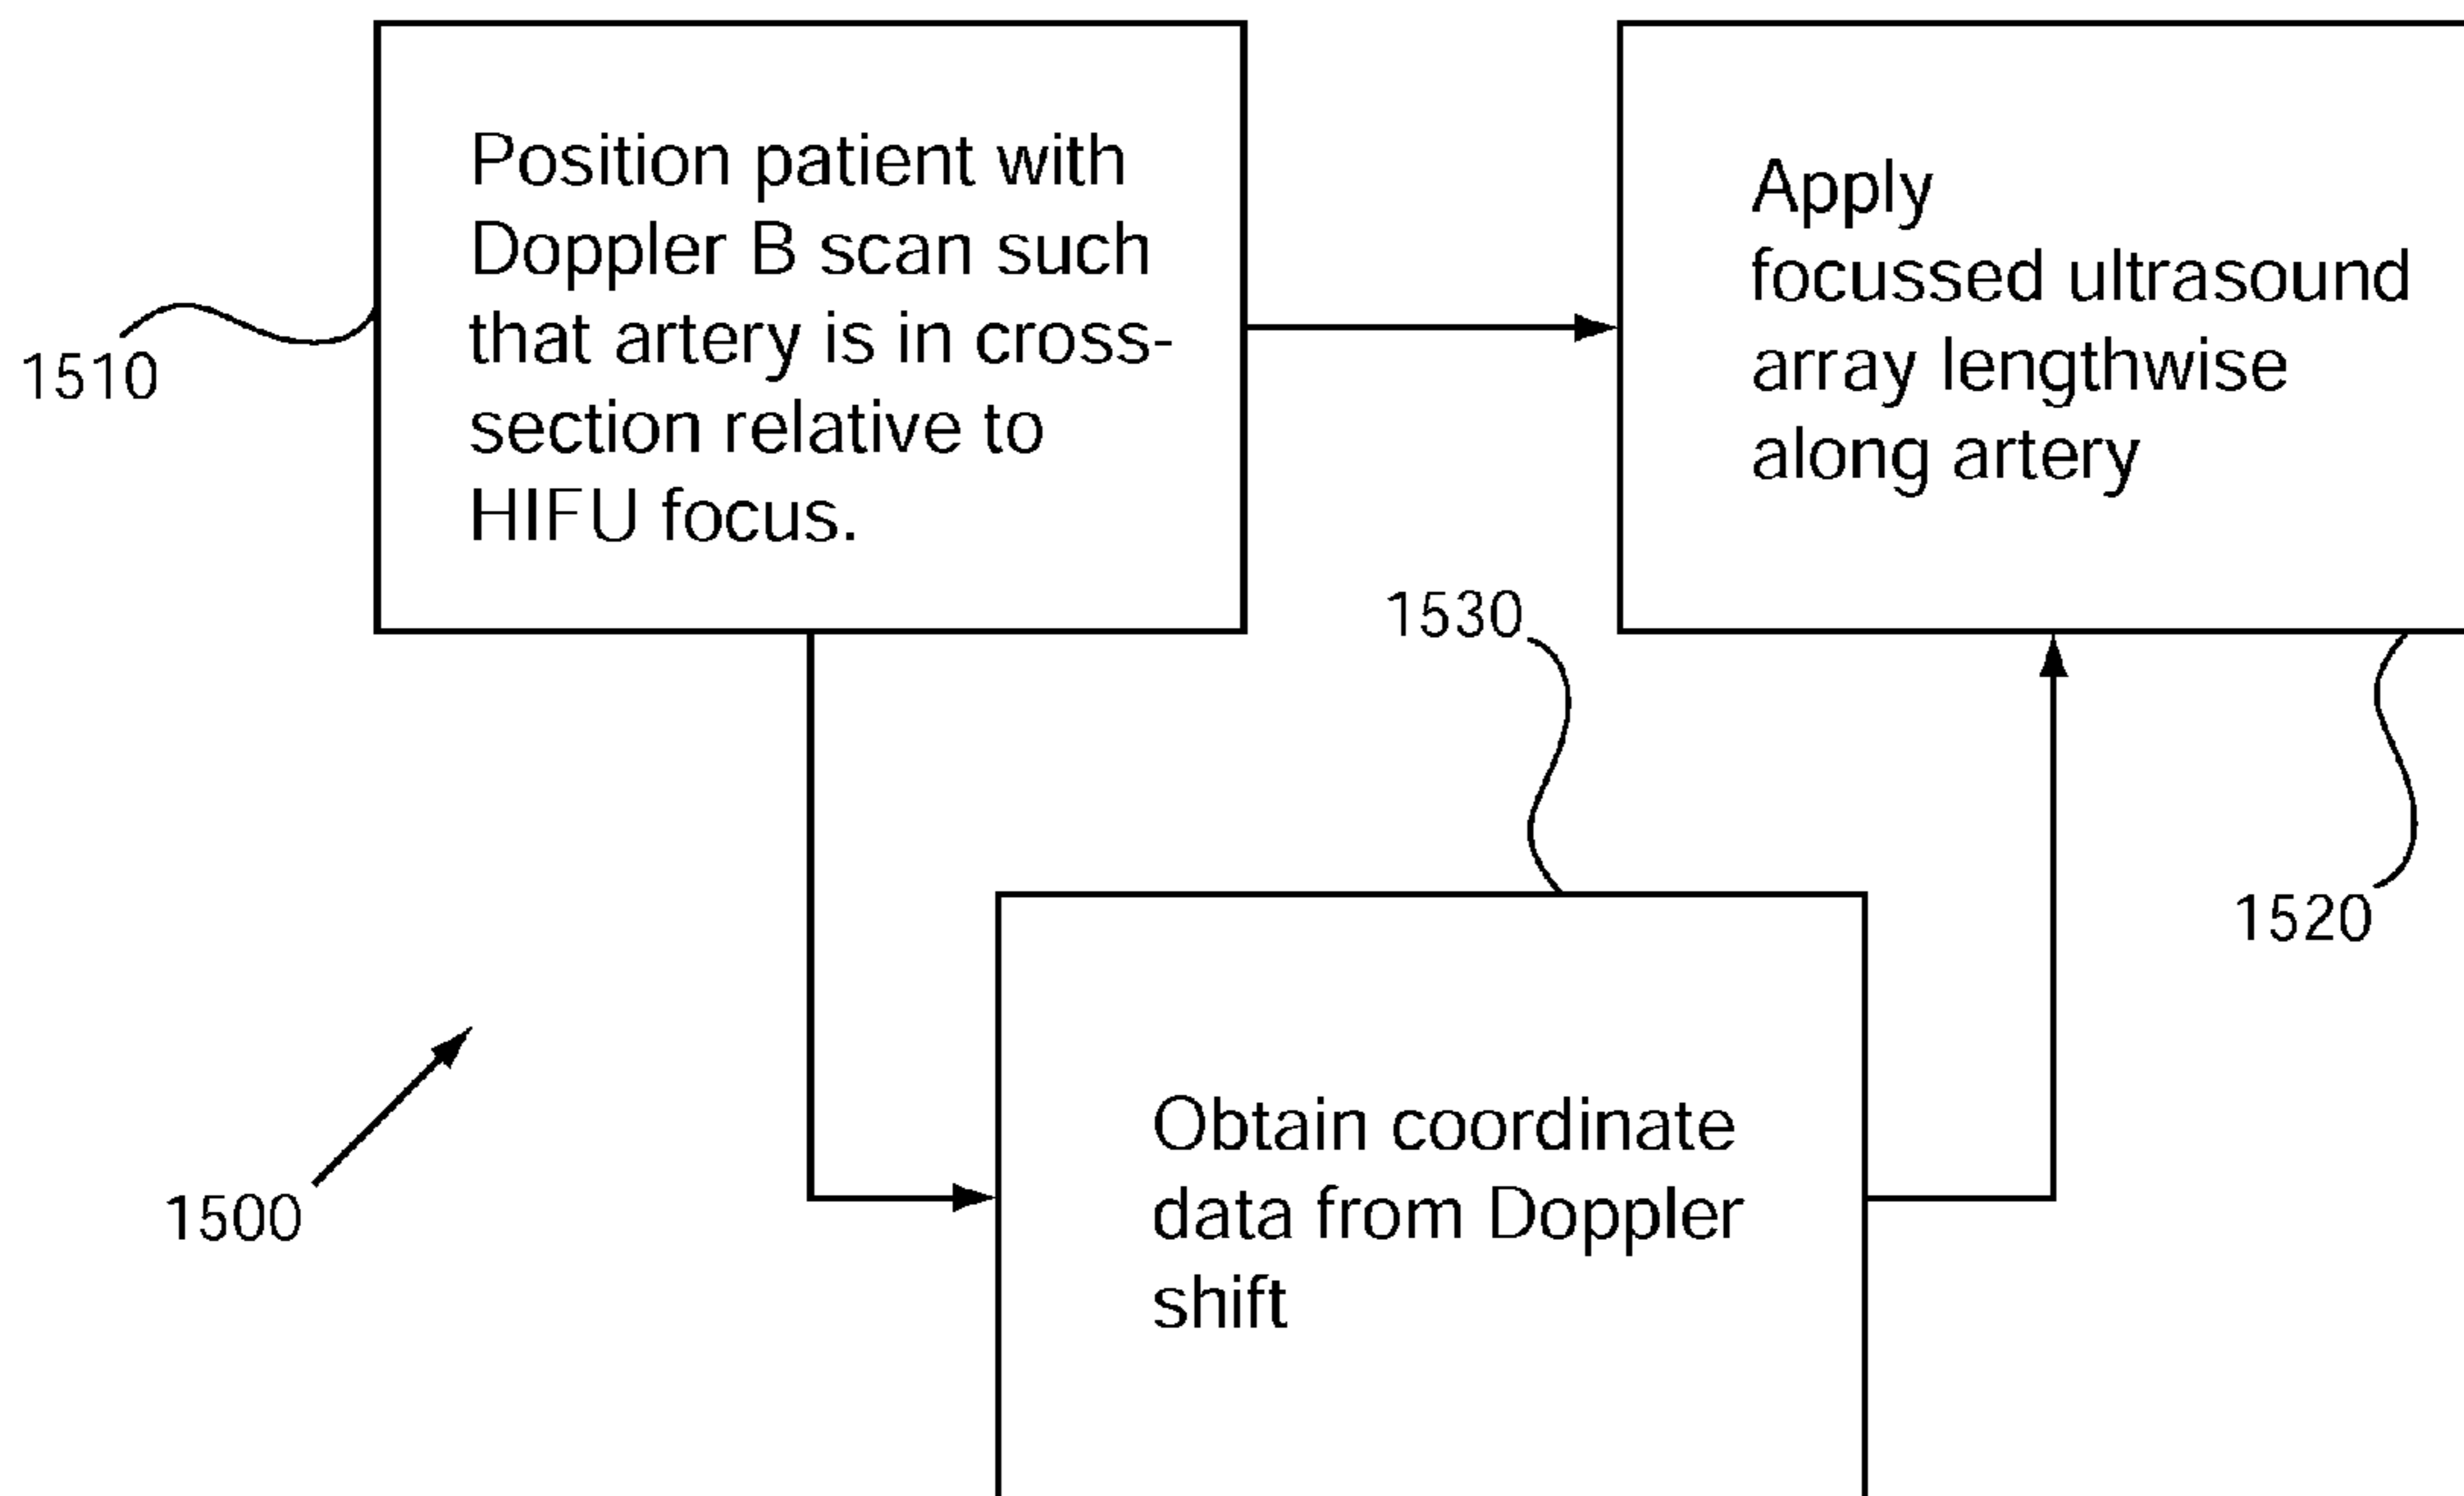 Position patient with
Doppler B scan such
that artery is in cross-
section relative to
HIFU focus.
1510
Apply
focussed ultrasound
array lengthwise
along artery
1530
1520
Obtain coordinate
data from Doppler
shift
1500